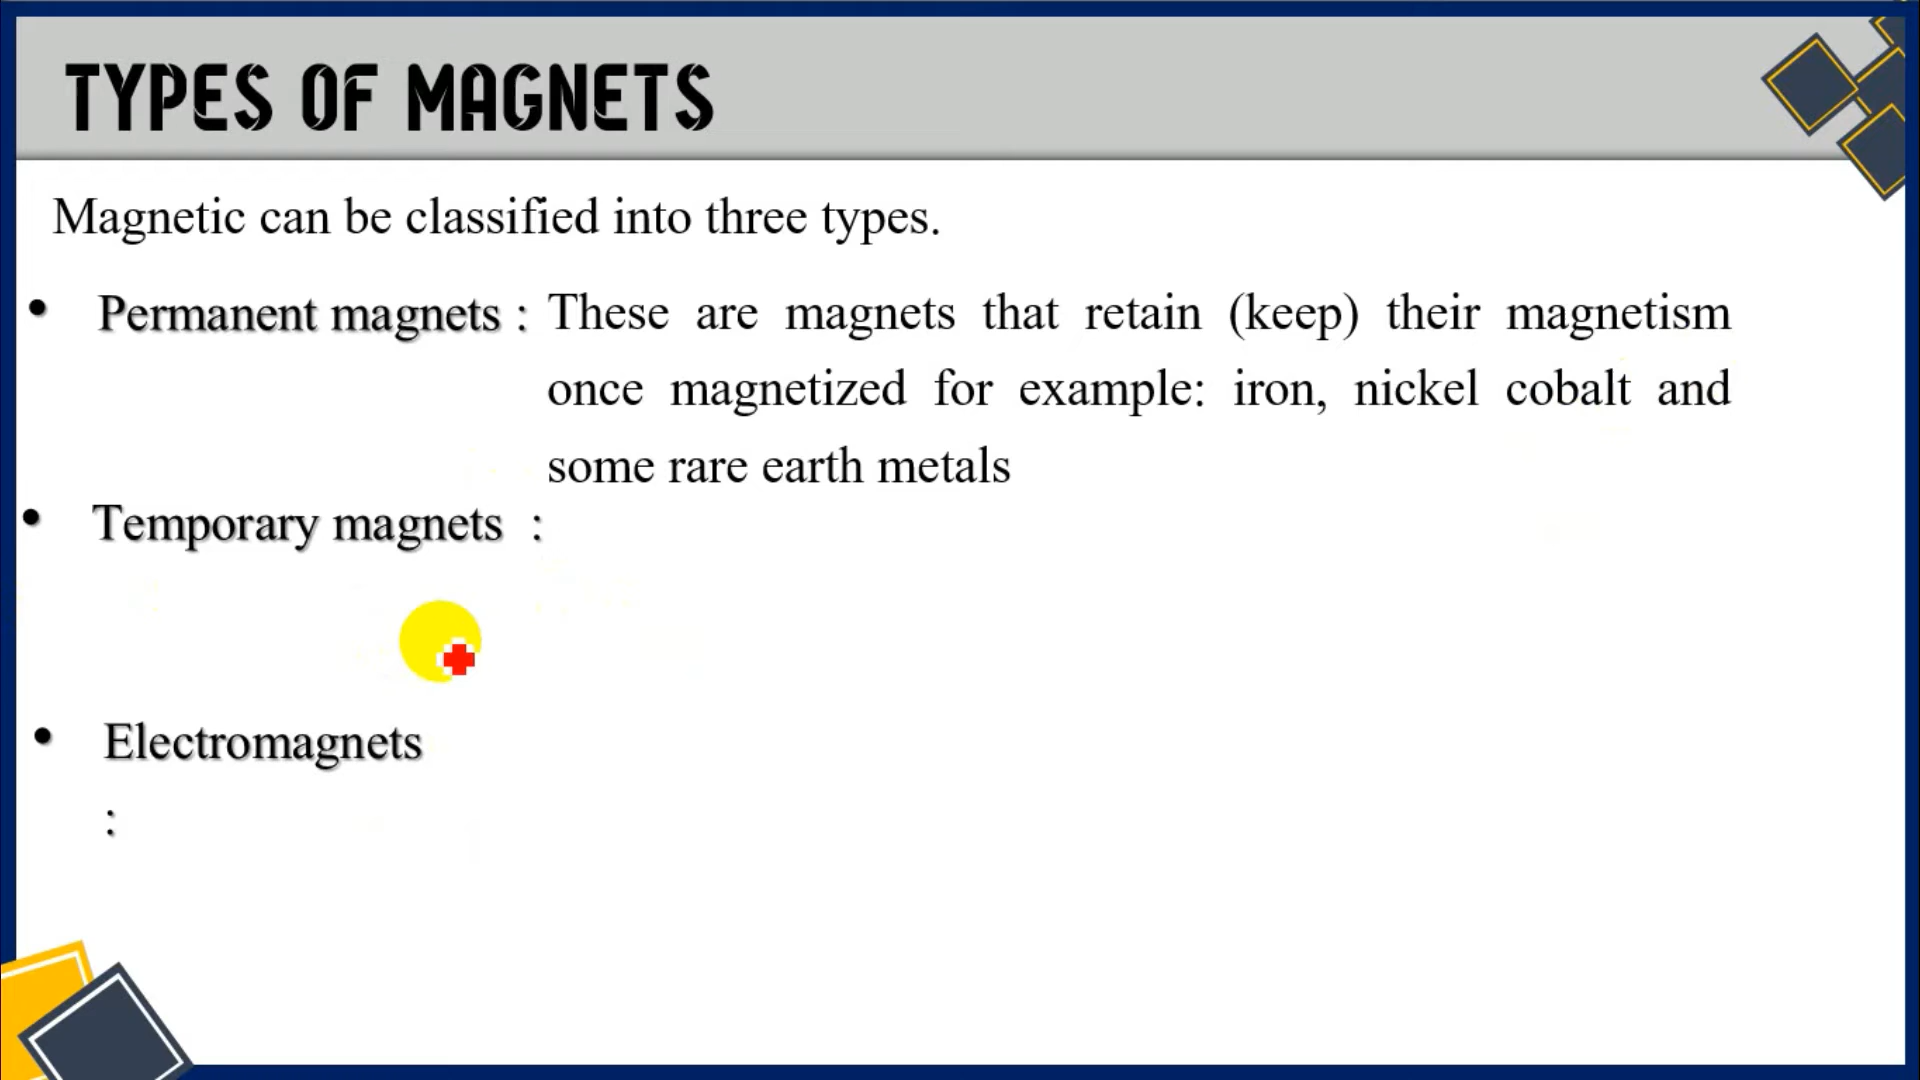 TYPES OF MAGNETS
Magnetic can be classified into three types.
• Permanent magnets : These are magnets that retain (keep) their magnetism
once magnetized for example: iron, nickel cobalt and
some rare earth metals
• Temporary magnets :
• Electromagnets
: